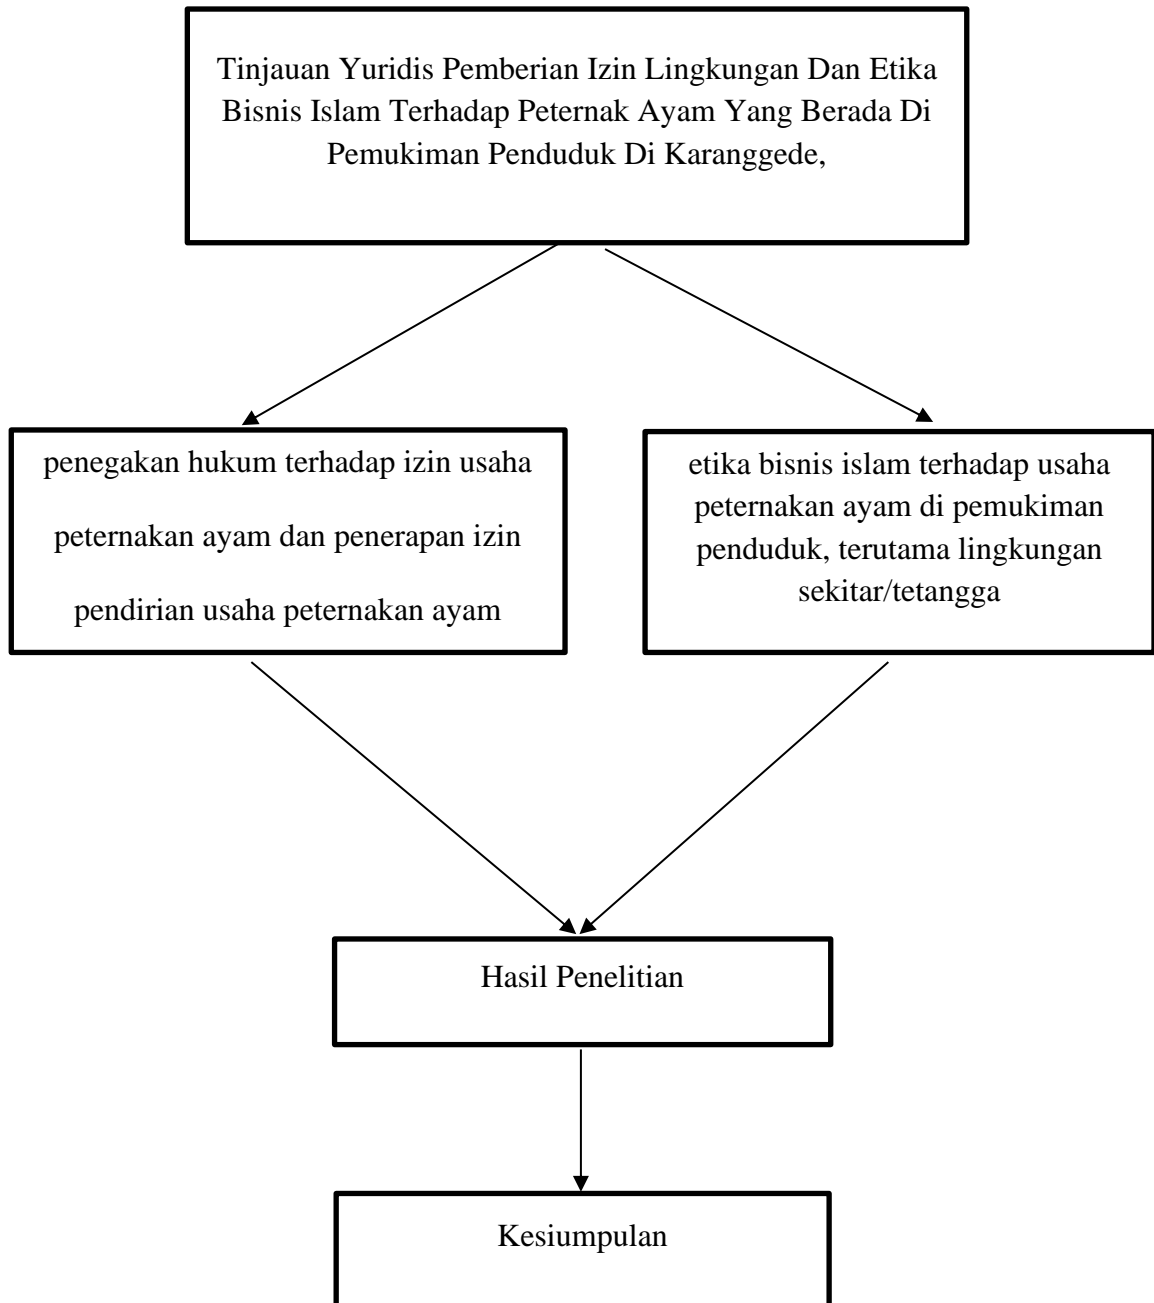 Tinjauan Yuridis Pemberian Izin Lingkungan Dan Etika
Bisnis Islam Terhadap Peternak Ayam Yang Berada Di
Pemukiman Penduduk Di Karanggede,
penegakan hukum terhadap izin usaha
peternakan ayam dan penerapan izin
pendirian usaha peternakan ayam
etika bisnis islam terhadap usaha
peternakan ayam di pemukiman
penduduk, terutama lingkungan
sekitar/tetangga
Hasil Penelitian
Kesiumpulan